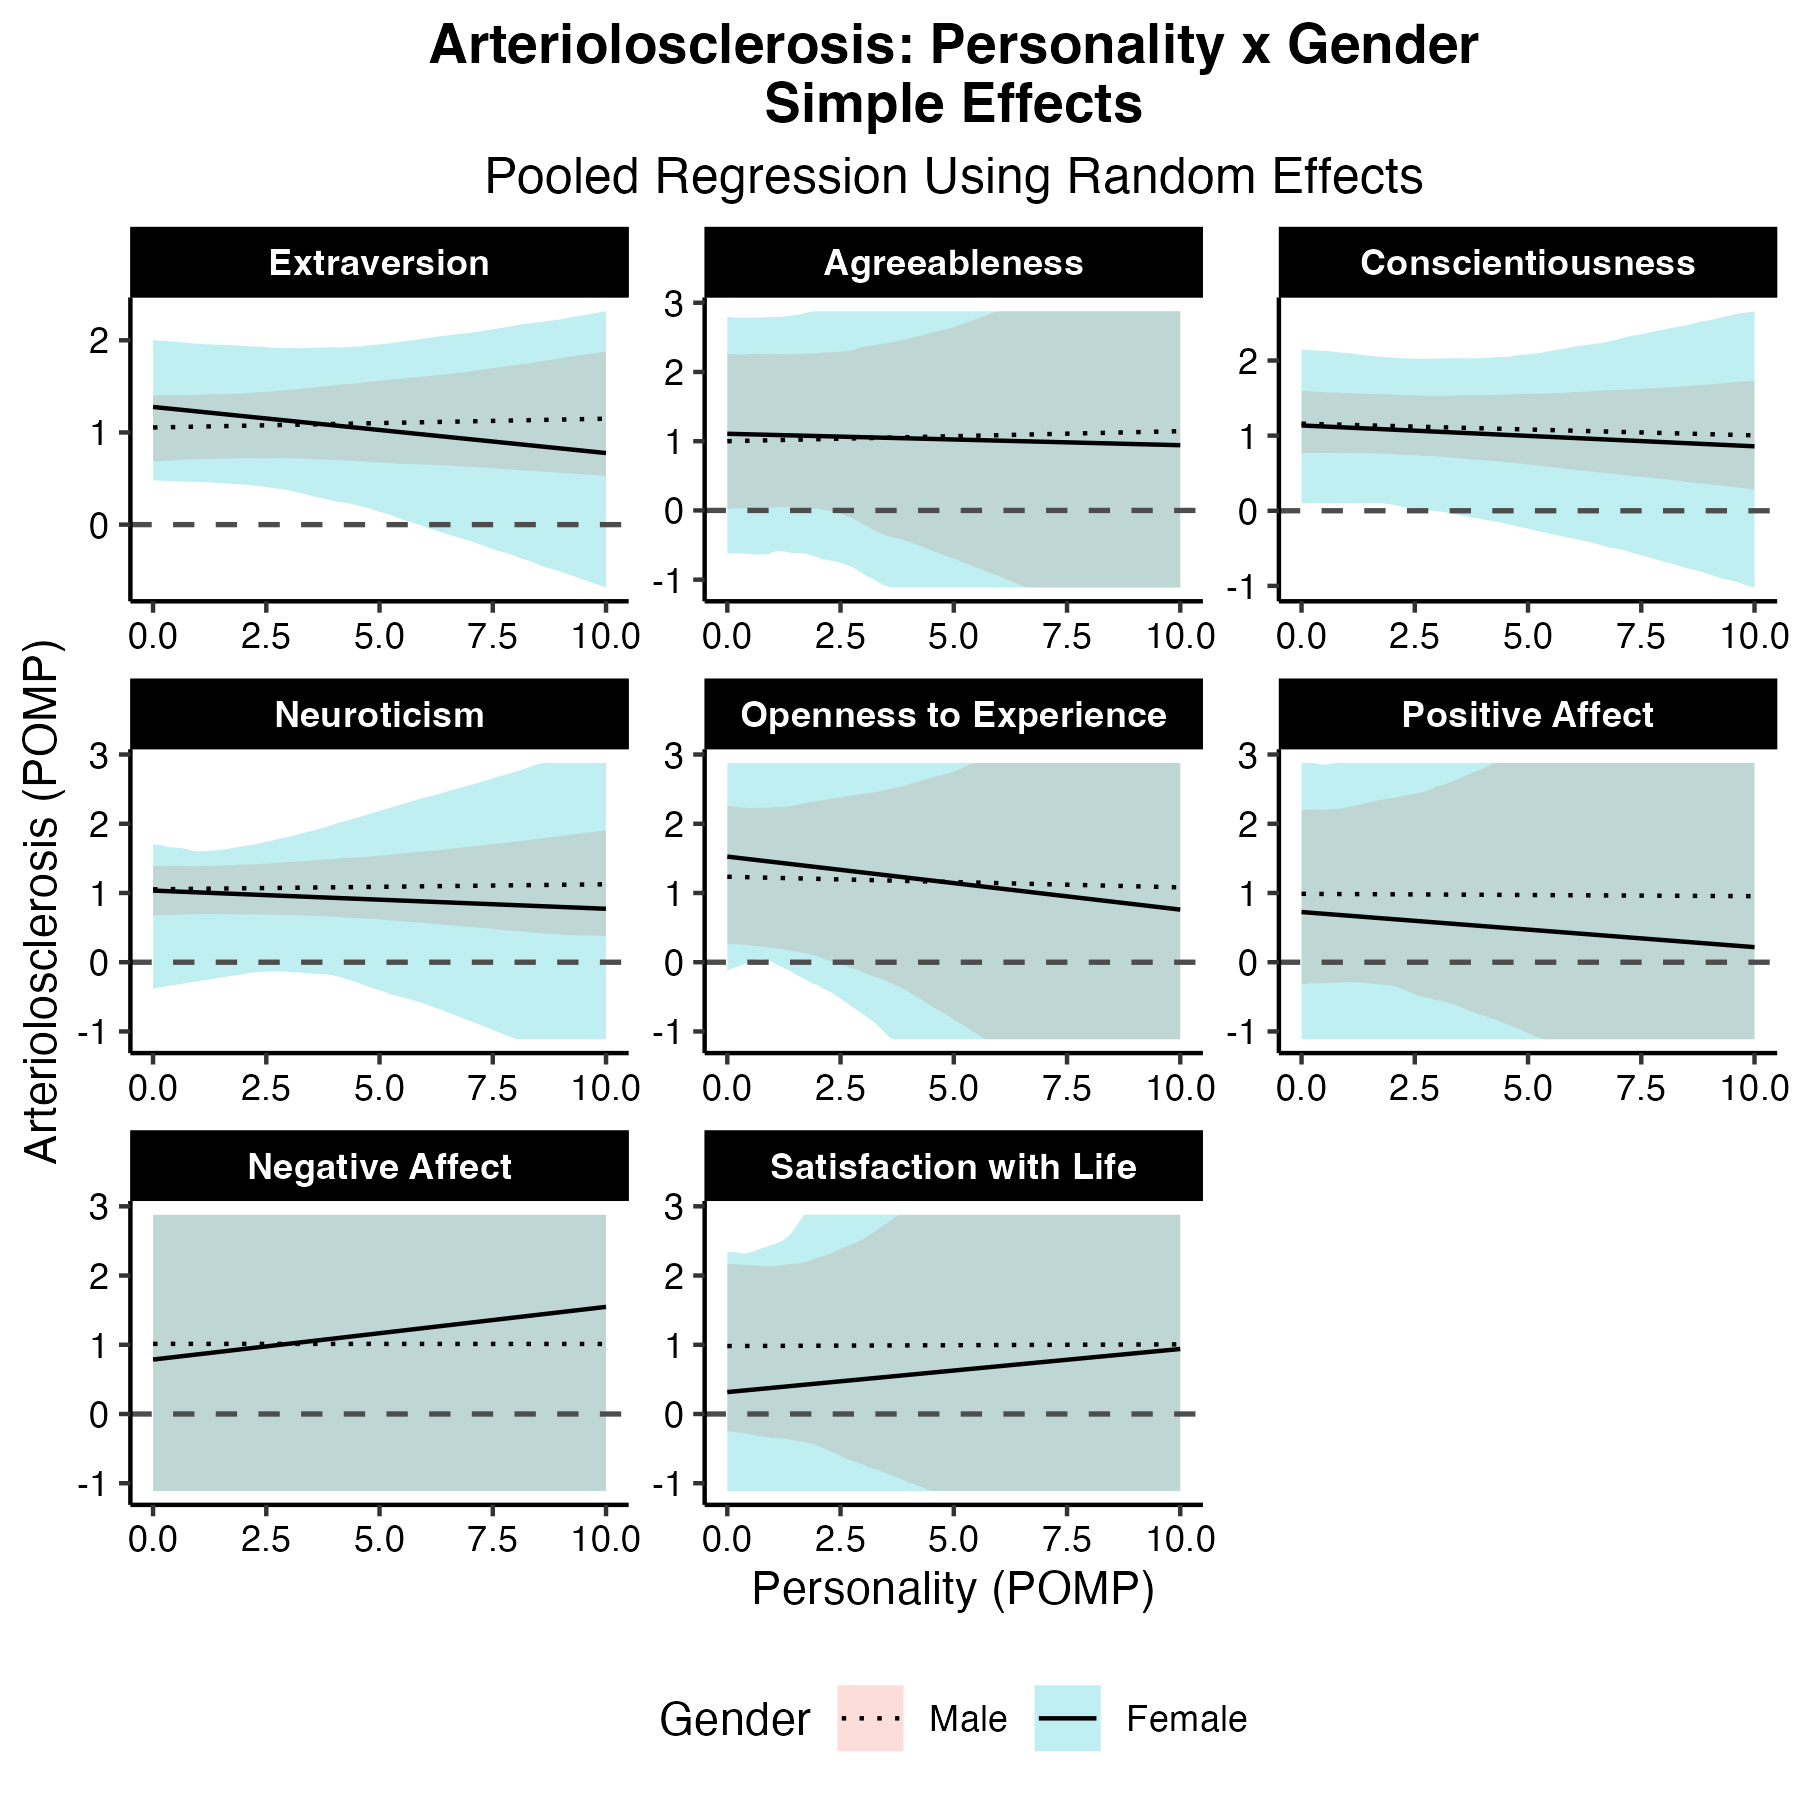 Arteriolosclerosis: Personality x Gender
Simple Effects
Pooled Regression Using Random Effects
Extraversion
Agreeableness
Conscientiousness
2
1
0
3
2
1
0
-1
2
1
0
-1
0.0 2.5 5.0 7.5 10.0
0.0 2.5 5.0 7.5 10.0
0.0 2.5 5.0 7.5 10.0
Arteriolosclerosis (POMP)
Neuroticism
Openness to Experience
Positive Affect
3
2
1
0
-1
3
2
1
0
-1
3
2
1
0
-1
0.0 2.5 5.0 7.5 10.0
0.0 2.5 5.0 7.5 10.0
0.0 2.5 5.0 7.5 10.0
Negative Affect
Satisfaction with Life
3
2
1
0
-1
3
2
1
0
-1
0.0 2.5 5.0 7.5 10.0
0.0 2.5 5.0 7.5 10.0
Personality (POMP)
Gender Male Female